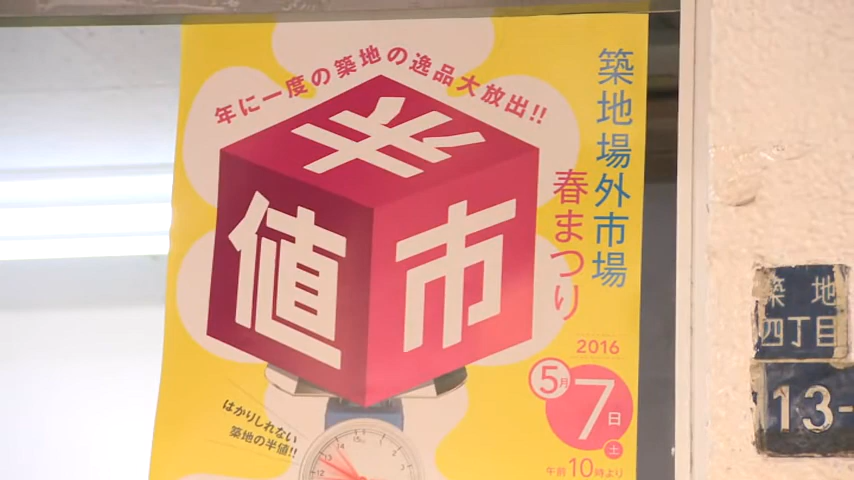 年に一度の築地の逸品大放出!!
半
値
市
築地場外市場
春まつり
2016
5月
7日
土
午前10時より
はかりしれない
築地の半値!!
築地
四丁目
13-